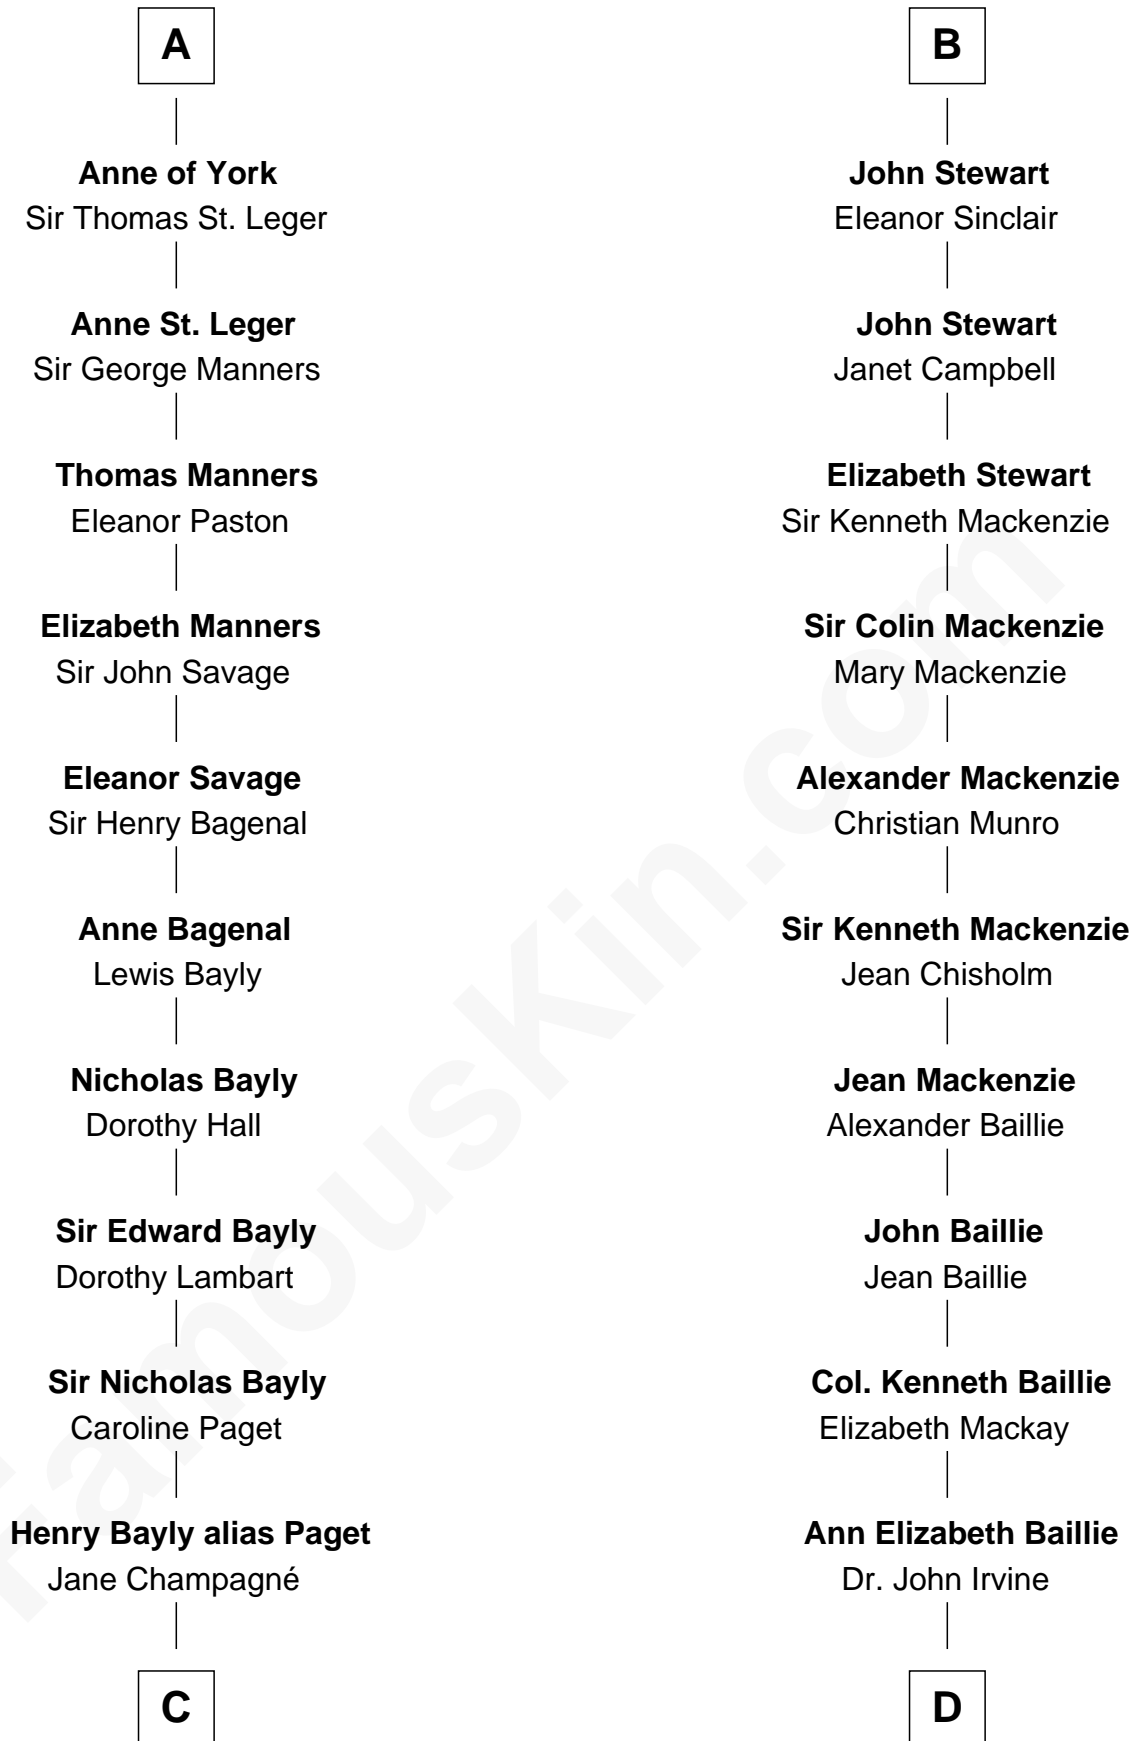 A
Anne of York
Sir Thomas St. Leger
Anne St. Leger
Sir George Manners
Thomas Manners
Eleanor Paston
Elizabeth Manners
Sir John Savage
Eleanor Savage
Sir Henry Bagenal
Anne Bagenal
Lewis Bayly
Nicholas Bayly
Dorothy Hall
Sir Edward Bayly
Dorothy Lambart
Sir Nicholas Bayly
Caroline Paget
Henry Bayly alias Paget
Jane Champagné
C
B
John Stewart
Eleanor Sinclair
John Stewart
Janet Campbell
Elizabeth Stewart
Sir Kenneth Mackenzie
Sir Colin Mackenzie
Mary Mackenzie
Alexander Mackenzie
Christian Munro
Sir Kenneth Mackenzie
Jean Chisholm
Jean Mackenzie
Alexander Baillie
John Baillie
Jean Baillie
Col. Kenneth Baillie
Elizabeth Mackay
Ann Elizabeth Baillie
Dr. John Irvine
D
FamousKin.com